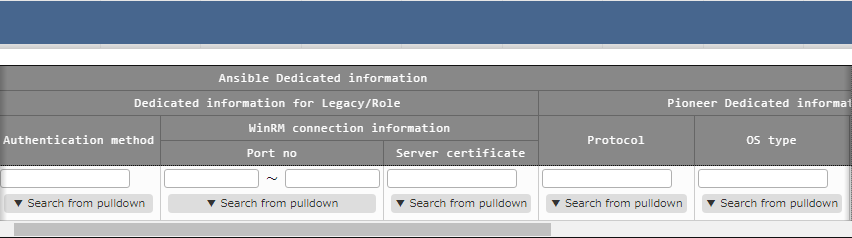 Ansible Dedicated information
Dedicated information for Legacy/Role
Pioneer Dedicated
Authentication method
WinRM connection information
Protocol
OS type
Port no
Server certificate
~
▼ Search from pulldown
▼ Search from pulldown
▼ Search from pulldown
▼ Search from pulldown
▼ Search from pulldown